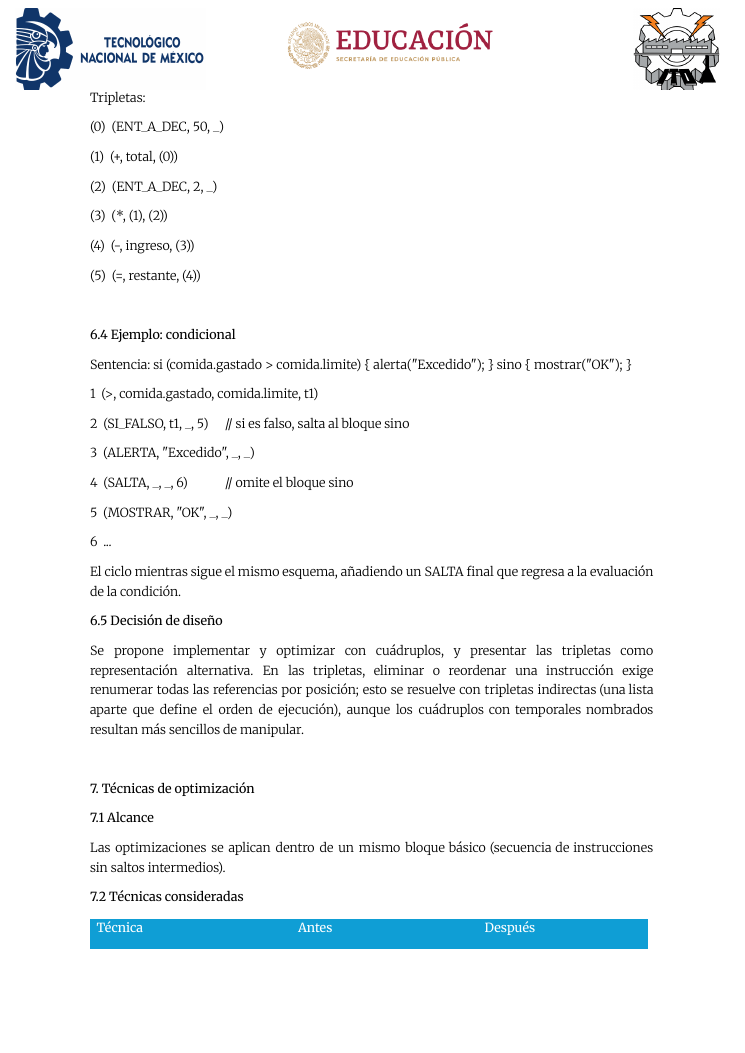 TECNOLÓGICO
NACIONAL DE MÉXICO
EDUCACIÓN
SECRETARÍA DE EDUCACIÓN PÚBLICA
ITO
Tripletas:
(0) (ENT_A_DEC, 50, _)
(1) (+, total, (0))
(2) (ENT_A_DEC, 2, _)
(3) (*, (1), (2))
(4) (-, ingreso, (3))
(5) (=, restante, (4))
6.4 Ejemplo: condicional
Sentencia: si (comida.gastado > comida.limite) { alerta("Excedido"); } sino { mostrar("OK"); }
1 (>, comida.gastado, comida.limite, t1)
2 (SI_FALSO, t1, _, 5) // si es falso, salta al bloque sino
3 (ALERTA, "Excedido", _, _)
4 (SALTA, _, _, 6) // omite el bloque sino
5 (MOSTRAR, "OK", _, _)
6 ...
El ciclo mientras sigue el mismo esquema, añadiendo un SALTA final que regresa a la evaluación
de la condición.
6.5 Decisión de diseño
Se propone implementar y optimizar con cuádruplos, y presentar las tripletas como
representación alternativa. En las tripletas, eliminar o reordenar una instrucción exige
renumerar todas las referencias por posición; esto se resuelve con tripletas indirectas (una lista
aparte que define el orden de ejecución), aunque los cuádruplos con temporales nombrados
resultan más sencillos de manipular.
7. Técnicas de optimización
7.1 Alcance
Las optimizaciones se aplican dentro de un mismo bloque básico (secuencia de instrucciones
sin saltos intermedios).
7.2 Técnicas consideradas
Técnica Antes Después